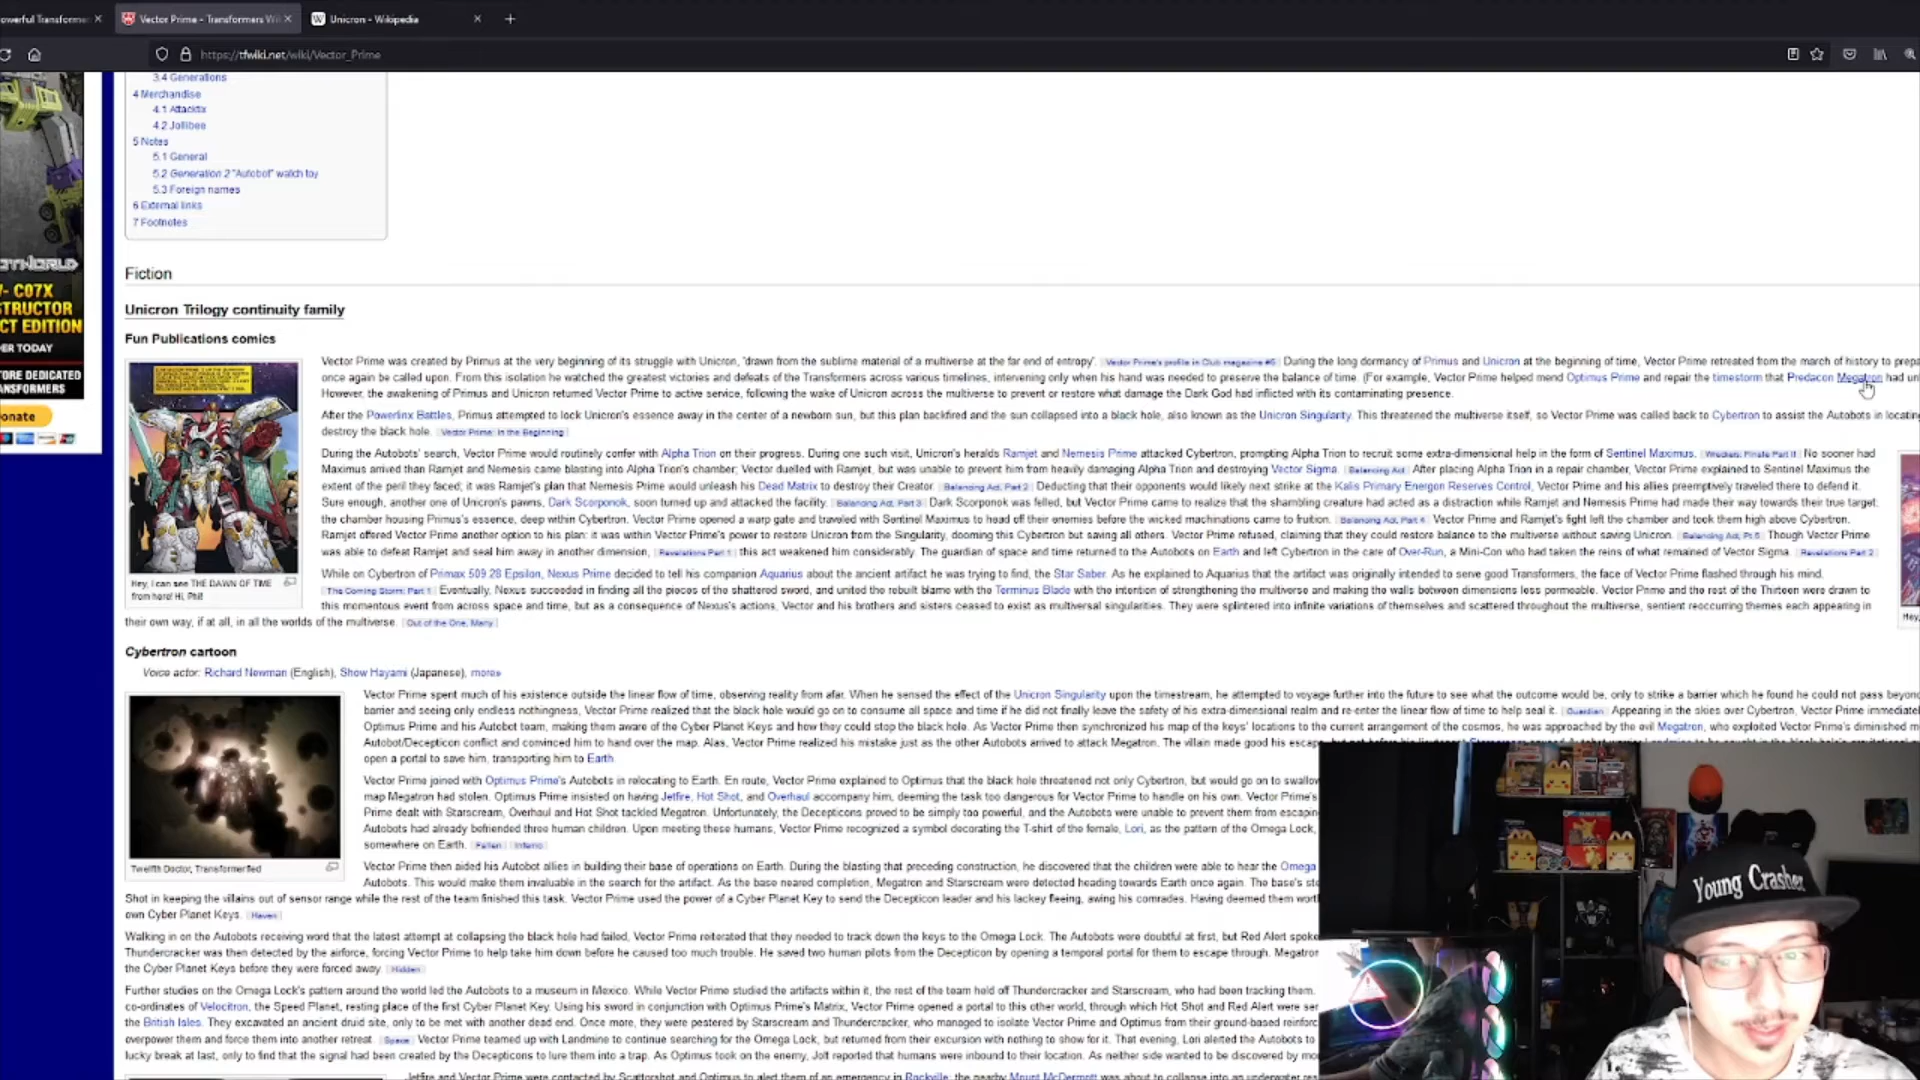 owerful Transforme
Vector Prime - Transformers Wi
Unicron - Wikipedia
https://tfwiki.net/wiki/Vector_Prime
3.4 Generations
4 Merchandise
4.1 Attacktix
4.2 Jollibee
5 Notes
5.1 General
5.2 Generation 2 "Autobot" watch toy
5.3 Foreign names
6 External links
7 Footnotes
- C07X
STRUCTOR
CT EDITION
ER TODAY
TORE DEDICATED
ANSFORMERS
onate
Fiction
Unicron Trilogy continuity family
Fun Publications comics
Vector Prime was created by Primus at the very beginning of its struggle with Unicron, "drawn from the sublime material of a multiverse at the far end of entropy". Vector Prime's profile in Club magazine #5 During the long dormancy of Primus and Unicron at the beginning of time, Vector Prime retreated from the march of history to prepa
once again be called upon. From this isolation he watched the greatest victories and defeats of the Transformers across various timelines, intervening only when his hand was needed to preserve the balance of time. (For example, Vector Prime helped mend Optimus Prime and repair the timestorm that Predacon Megatron had un
However, the awakening of Primus and Unicron returned Vector Prime to active service, following the wake of Unicron across the multiverse to prevent or restore what damage the Dark God had inflicted with its contaminating presence.
After the Powerlinx Battles, Primus attempted to lock Unicron's essence away in the center of a newborn sun, but this plan backfired and the sun collapsed into a black hole, also known as the Unicron Singularity. This threatened the multiverse itself, so Vector Prime was called back to Cybertron to assist the Autobots in locatin
destroy the black hole. Vector Prime: In the Beginning
During the Autobots' search, Vector Prime would routinely confer with Alpha Trion on their progress. During one such visit, Unicron's heralds Ramjet and Nemesis Prime attacked Cybertron, prompting Alpha Trion to recruit some extra-dimensional help in the form of Sentinel Maximus. Wreckers: Finale Part II No sooner had
Maximus arrived than Ramjet and Nemesis came blasting into Alpha Trion's chamber; Vector duelled with Ramjet, but was unable to prevent him from heavily damaging Alpha Trion and destroying Vector Sigma. Balancing Act After placing Alpha Trion in a repair chamber, Vector Prime explained to Sentinel Maximus the
extent of the peril they faced; it was Ramjet's plan that Nemesis Prime would unleash his Dead Matrix to destroy their Creator. Balancing Act, Part 2 Deducting that their opponents would likely next strike at the Kalis Primary Energon Reserves Control, Vector Prime and his allies preemptively traveled there to defend it.
Sure enough, another one of Unicron's pawns, Dark Scorponok, soon turned up and attacked the facility. Balancing Act, Part 3 Dark Scorponok was felled, but Vector Prime came to realize that the shambling creature had acted as a distraction while Ramjet and Nemesis Prime had made their way towards their true target:
the chamber housing Primus's essence, deep within Cybertron. Vector Prime opened a warp gate and traveled with Sentinel Maximus to head off their enemies before the wicked machinations came to fruition. Balancing Act, Part 4 Vector Prime and Ramjet's fight left the chamber and took them high above Cybertron.
Ramjet offered Vector Prime another option to his plan: it was within Vector Prime's power to restore Unicron from the Singularity, dooming this Cybertron but saving all others. Vector Prime refused, claiming that they could restore balance to the multiverse without saving Unicron. Balancing Act, Pt.5 Though Vector Prime
was able to defeat Ramjet and seal him away in another dimension, Revelations Part 1 this act weakened him considerably. The guardian of space and time returned to the Autobots on Earth and left Cybertron in the care of Over-Run, a Mini-Con who had taken the reins of what remained of Vector Sigma. Revelations Part 2
Hey, I can see THE DAWN OF TIME
from here! Hi, Phil!
While on Cybertron of Primax 509.28 Epsilon, Nexus Prime decided to tell his companion Aquarius about the ancient artifact he was trying to find, the Star Saber. As he explained to Aquarius that the artifact was originally intended to serve good Transformers, the face of Vector Prime flashed through his mind.
The Coming Storm: Part 1 Eventually, Nexus succeeded in finding all the pieces of the shattered sword, and united the rebuilt blame with the Terminus Blade with the intention of strengthening the multiverse and making the walls between dimensions less permeable. Vector Prime and the rest of the Thirteen were drawn to
this momentous event from across space and time, but as a consequence of Nexus's actions, Vector and his brothers and sisters ceased to exist as multiversal singularities. They were splintered into infinite variations of themselves and scattered throughout the multiverse, sentient reoccurring themes each appearing in
their own way, if at all, in all the worlds of the multiverse. Out of the One, Many
Hey,
Cybertron cartoon
Voice actor: Richard Newman (English), Show Hayami (Japanese), more»
Vector Prime spent much of his existence outside the linear flow of time, observing reality from afar. When he sensed the effect of the Unicron Singularity upon the timestream, he attempted to voyage further into the future to see what the outcome would be, only to strike a barrier which he found he could not pass beyon
barrier and seeing only endless nothingness, Vector Prime realized that the black hole would go on to consume all space and time if he did not finally leave the safety of his extra-dimensional realm and re-enter the linear flow of time to help seal it. Guardian Appearing in the skies over Cybertron, Vector Prime immediate
Optimus Prime and his Autobot team, making them aware of the Cyber Planet Keys and how they could stop the black hole. As Vector Prime then synchronized his map of the keys' locations to the current arrangement of the cosmos, he was approached by the evil Megatron, who exploited Vector Prime's diminished m
Autobot/Decepticon conflict and convinced him to hand over the map. Alas, Vector Prime realized his mistake just as the other Autobots arrived to attack Megatron. The villain made good his escape,
open a portal to save him, transporting him to Earth.
Vector Prime joined with Optimus Prime's Autobots in relocating to Earth. En route, Vector Prime explained to Optimus that the black hole threatened not only Cybertron, but would go on to swallow
map Megatron had stolen. Optimus Prime insisted on having Jetfire, Hot Shot, and Overhaul accompany him, deeming the task too dangerous for Vector Prime to handle on his own. Vector Prime's
Prime dealt with Starscream, Overhaul and Hot Shot tackled Megatron. Unfortunately, the Decepticons proved to be simply too powerful, and the Autobots were unable to prevent them from escapin
Autobots had already befriended three human children. Upon meeting these humans, Vector Prime recognized a symbol decorating the T-shirt of the female, Lori, as the pattern of the Omega Lock,
somewhere on Earth. Fallen Inferno
Twelfth Doctor, Transformerfied
Vector Prime then aided his Autobot allies in building their base of operations on Earth. During the blasting that preceding construction, he discovered that the children were able to hear the Omega
Autobots. This would make them invaluable in the search for the artifact. As the base neared completion, Megatron and Starscream were detected heading towards Earth once again. The base's st
Shot in keeping the villains out of sensor range while the rest of the team finished this task. Vector Prime used the power of a Cyber Planet Key to send the Decepticon leader and his lackey fleeing, awing his comrades. Having deemed them wort
own Cyber Planet Keys. Haven
Walking in on the Autobots receiving word that the latest attempt at collapsing the black hole had failed, Vector Prime reiterated that they needed to track down the keys to the Omega Lock. The Autobots were doubtful at first, but Red Alert spoke
Thundercracker was then detected by the airforce, forcing Vector Prime to help take him down before he caused too much trouble. He saved two human pilots from the Decepticon by opening a temporal portal for them to escape through. Megatron
the Cyber Planet Keys before they were forced away. Hidden
Further studies on the Omega Lock's pattern around the world led the Autobots to a museum in Mexico. While Vector Prime studied the artifacts within it, the rest of the team held off Thundercracker and Starscream, who had been tracking them.
co-ordinates of Velocitron, the Speed Planet, resting place of the first Cyber Planet Key. Using his sword in conjunction with Optimus Prime's Matrix, Vector Prime opened a portal to this other world, through which Hot Shot and Red Alert were ser
the British Isles. They excavated an ancient druid site, only to be met with another dead end. Once more, they were pestered by Starscream and Thundercracker, who managed to isolate Vector Prime and Optimus from their ground-based reinforc
overpower them and force them into another retreat. Space Vector Prime teamed up with Landmine to continue searching for the Omega Lock, but returned from their excursion with nothing to show for it. That evening, Lori alerted the Autobots to
lucky break at last, only to find that the signal had been created by the Decepticons to lure them into a trap. As Optimus took on the enemy, Jolt reported that humans were inbound to their location. As neither side wanted to be discovered by mo
Jetfire and Vector Prime were contacted by Scattorshot and Optimus to alert them of an emergency in Rockville: the nearby Mount McDermott was about to collapse into an underwater res
Young Crasher